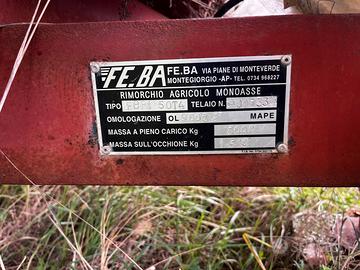 FE.BA FE.BA VIA PIANE DI MONTEVERDE
MONTEGIORGIO -AP- TEL. 0734 968227
RIMORCHIO AGRICOLO MONOASSE
TIPO TELAIO N.
OMOLOGAZIONE OL MAPE
MASSA A PIENO CARICO Kg
MASSA SULL'OCCHIONE Kg